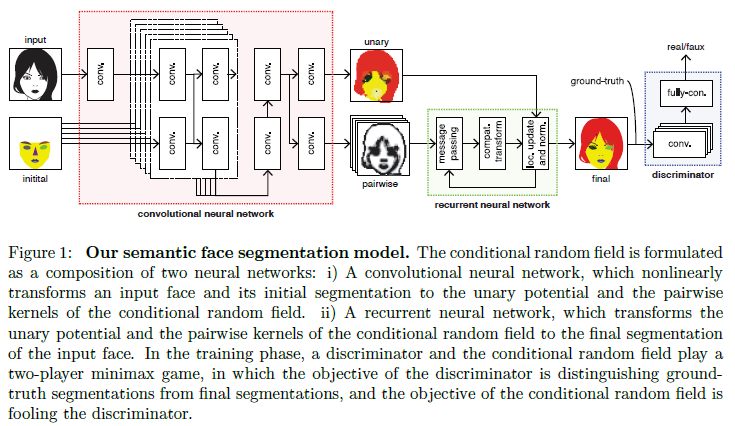 input
initital
conv.
conv.
conv.
conv.
conv.
conv.
conv.
conv.
conv.
convolutional neural network
unary
pairwise
message passing
compat. transform
loc. update and norm.
recurrent neural network
final
ground-truth
real/faux
fully-con.
conv.
discriminator
Figure 1: Our semantic face segmentation model. The conditional random field is formulated
as a composition of two neural networks: i) A convolutional neural network, which nonlinearly
transforms an input face and its initial segmentation to the unary potential and the pairwise
kernels of the conditional random field. ii) A recurrent neural network, which transforms the
unary potential and the pairwise kernels of the conditional random field to the final segmentation
of the input face. In the training phase, a discriminator and the conditional random field play a
two-player minimax game, in which the objective of the discriminator is distinguishing ground-
truth segmentations from final segmentations, and the objective of the conditional random field is
fooling the discriminator.